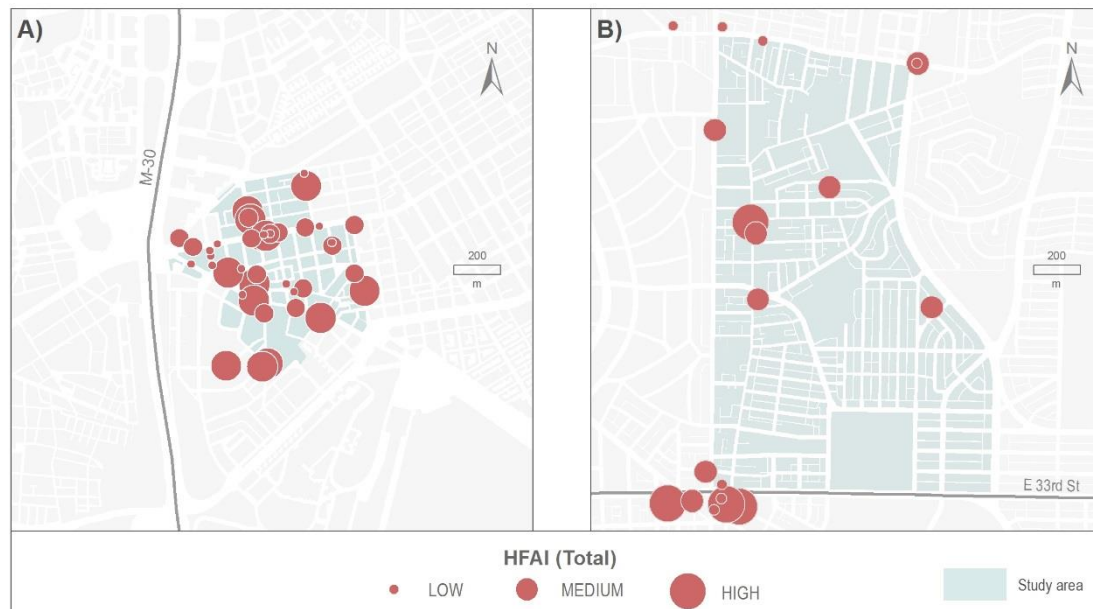 A)
N
M-30
200
m
B)
N
200
m
E 33rd St
HFAI (Total)
LOW
MEDIUM
HIGH
Study area